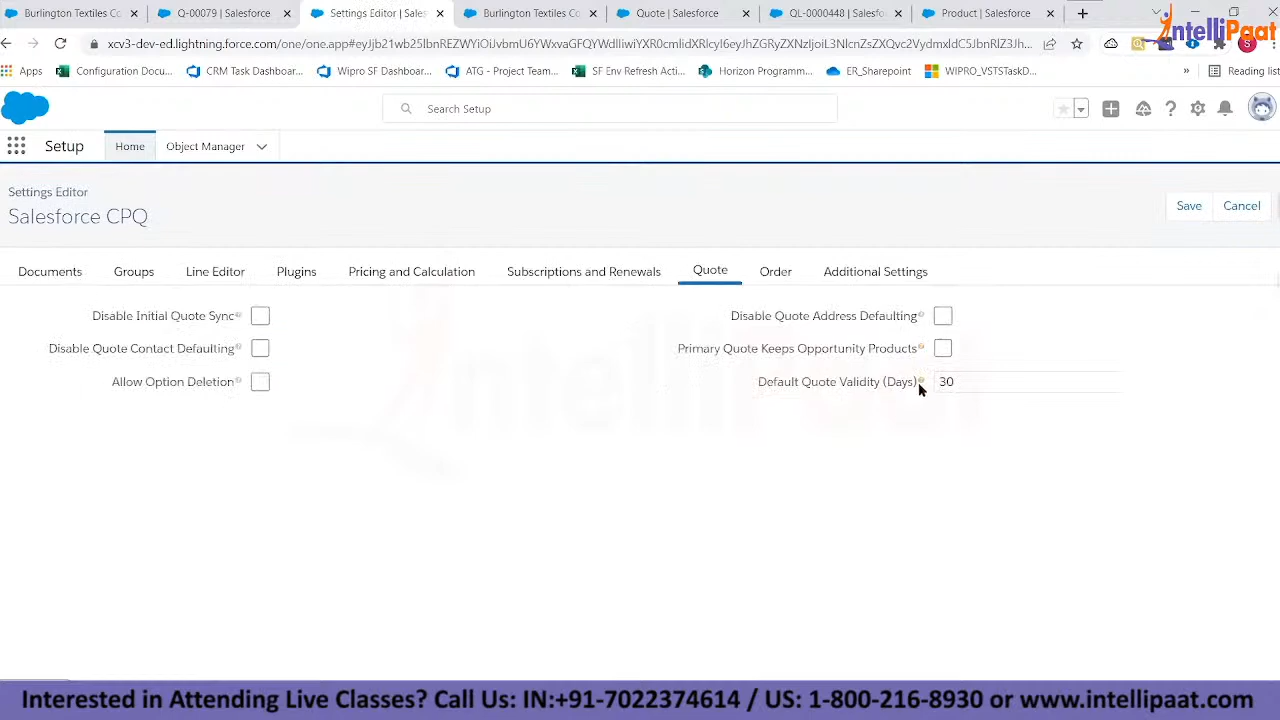 Burlington Textiles Co
Q-00079 | Salesforce
Settings Editor | Sales
Burlington Textiles Co
Quote | Salesforce
QL-0000448 | Salesfo
Product | Salesforce
IntelliPaat
Apps
Configuration Docu...
CRM Task Dashboar...
Wipro SF Dashboard...
ATG - Project Team...
SF Env Refresh Acti...
Horizon Programm...
ER_Sharepoint
WIPRO_VSTSTaskD...
»
Reading list
Search Setup
Setup
Home
Object Manager
Settings Editor
Salesforce CPQ
Save
Cancel
Documents
Groups
Line Editor
Plugins
Pricing and Calculation
Subscriptions and Renewals
Quote
Order
Additional Settings
Disable Initial Quote Sync
Disable Quote Address Defaulting
Disable Quote Contact Defaulting
Primary Quote Keeps Opportunity Products
Allow Option Deletion
Default Quote Validity (Days)
30
IntelliPaat
Interested in Attending Live Classes? Call Us: IN:+91-7022374614 / US: 1-800-216-8930 or www.intellipaat.com